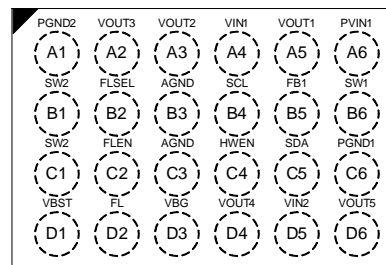 PGND2 VOUT3 VOUT2 VIN1 VOUT1 PVIN1
A1 A2 A3 A4 A5 A6
SW2 FLSEL AGND SCL FB1 SW1
B1 B2 B3 B4 B5 B6
SW2 FLEN AGND HWEN SDA PGND1
C1 C2 C3 C4 C5 C6
VBST FL VBG VOUT4 VIN2 VOUT5
D1 D2 D3 D4 D5 D6